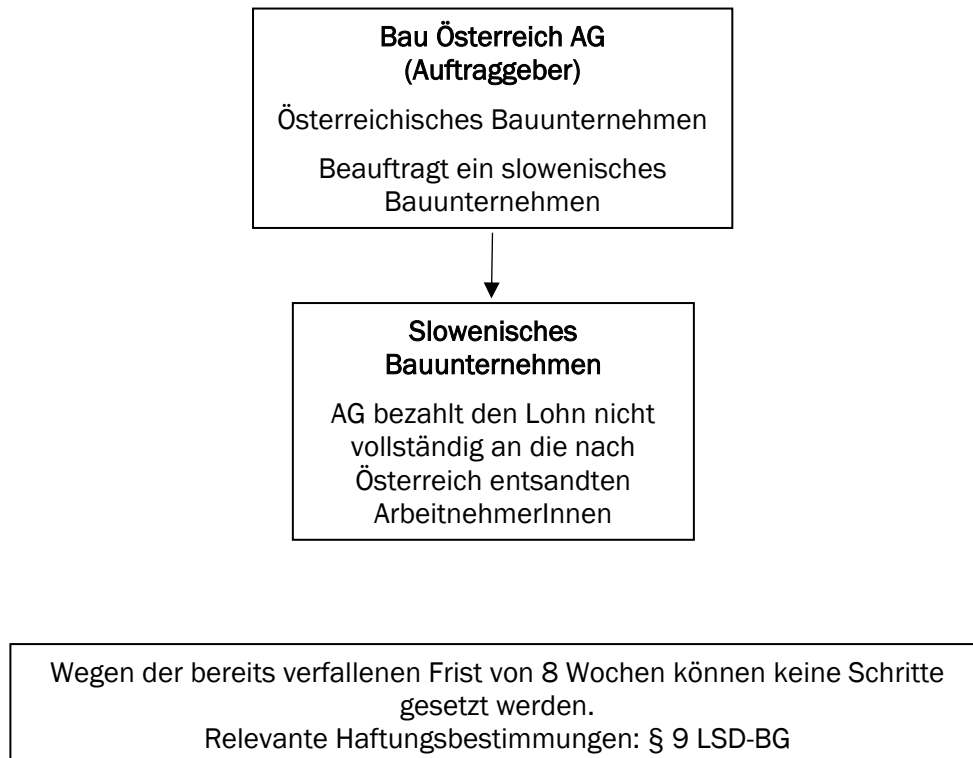 Bau Österreich AG
(Auftraggeber)
Österreichisches Bauunternehmen
Beauftragt ein slowenisches
Bauunternehmen
Slowenisches
Bauunternehmen
AG bezahlt den Lohn nicht
vollständig an die nach
Österreich entsandten
ArbeitnehmerInnen
Wegen der bereits verfallenen Frist von 8 Wochen können keine Schritte
gesetzt werden.
Relevante Haftungsbestimmungen: § 9 LSD-BG